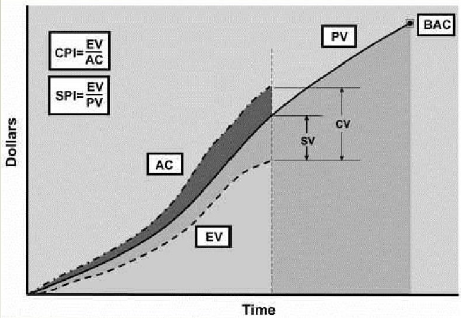 CPI=EV/AC
SPI=EV/PV
PV
BAC
AC
EV
SV
CV
Dollars
Time